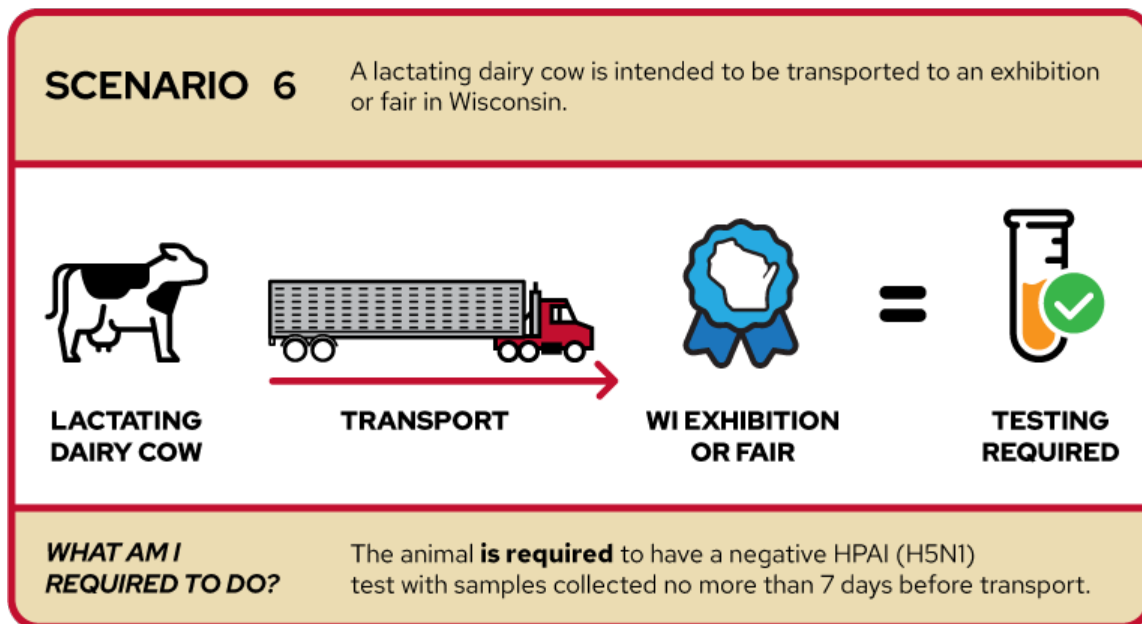 SCENARIO 6
A lactating dairy cow is intended to be transported to an exhibition
or fair in Wisconsin.
LACTATING
DAIRY COW
TRANSPORT
WI EXHIBITION
OR FAIR
=
TESTING
REQUIRED
WHAT AM I
REQUIRED TO DO?
The animal is required to have a negative HPAI (H5N1)
test with samples collected no more than 7 days before transport.